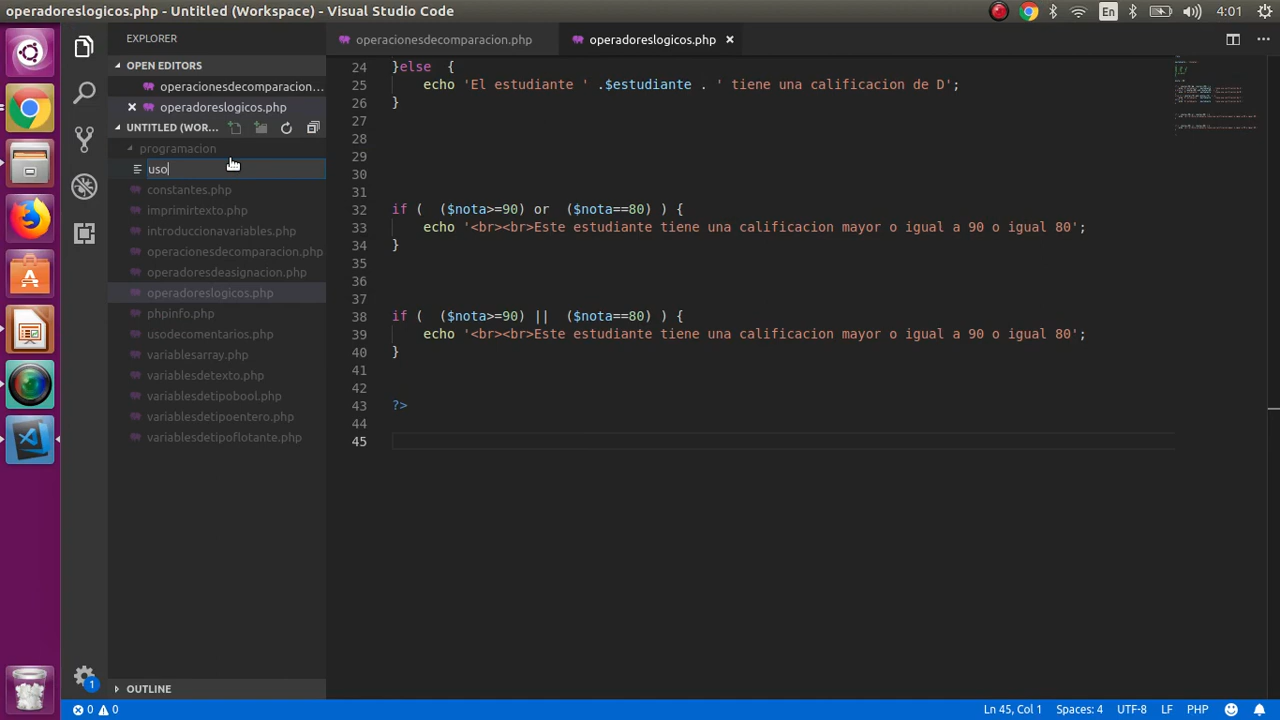 operadoreslogicos.php - Untitled (Workspace) - Visual Studio Code
En
4:01
EXPLORER
OPEN EDITORS
operacionesdecomparacion...
operadoreslogicos.php
UNTITLED (WOR...
programacion
uso
constantes.php
imprimirtexto.php
introduccionavariables.php
operacionesdecomparacion.php
operadoresdeasignacion.php
operadoreslogicos.php
phpinfo.php
usodecomentarios.php
variablesarray.php
variablesdetexto.php
variablesdetipobool.php
variablesdetipoentero.php
variablesdetipoflotante.php
OUTLINE
1
operacionesdecomparacion.php
operadoreslogicos.php
24 }else {
25 echo 'El estudiante ' .$estudiante . ' tiene una calificacion de D';
26 }
27
28
29
30
31
32 if ( ($nota>=90) or ($nota==80) ) {
33 echo '<br><br>Este estudiante tiene una calificacion mayor o igual a 90 o igual 80';
34 }
35
36
37
38 if ( ($nota>=90) || ($nota==80) ) {
39 echo '<br><br>Este estudiante tiene una calificacion mayor o igual a 90 o igual 80';
40 }
41
42
43 ?>
44
45
0 0
Ln 45, Col 1 Spaces: 4 UTF-8 LF PHP